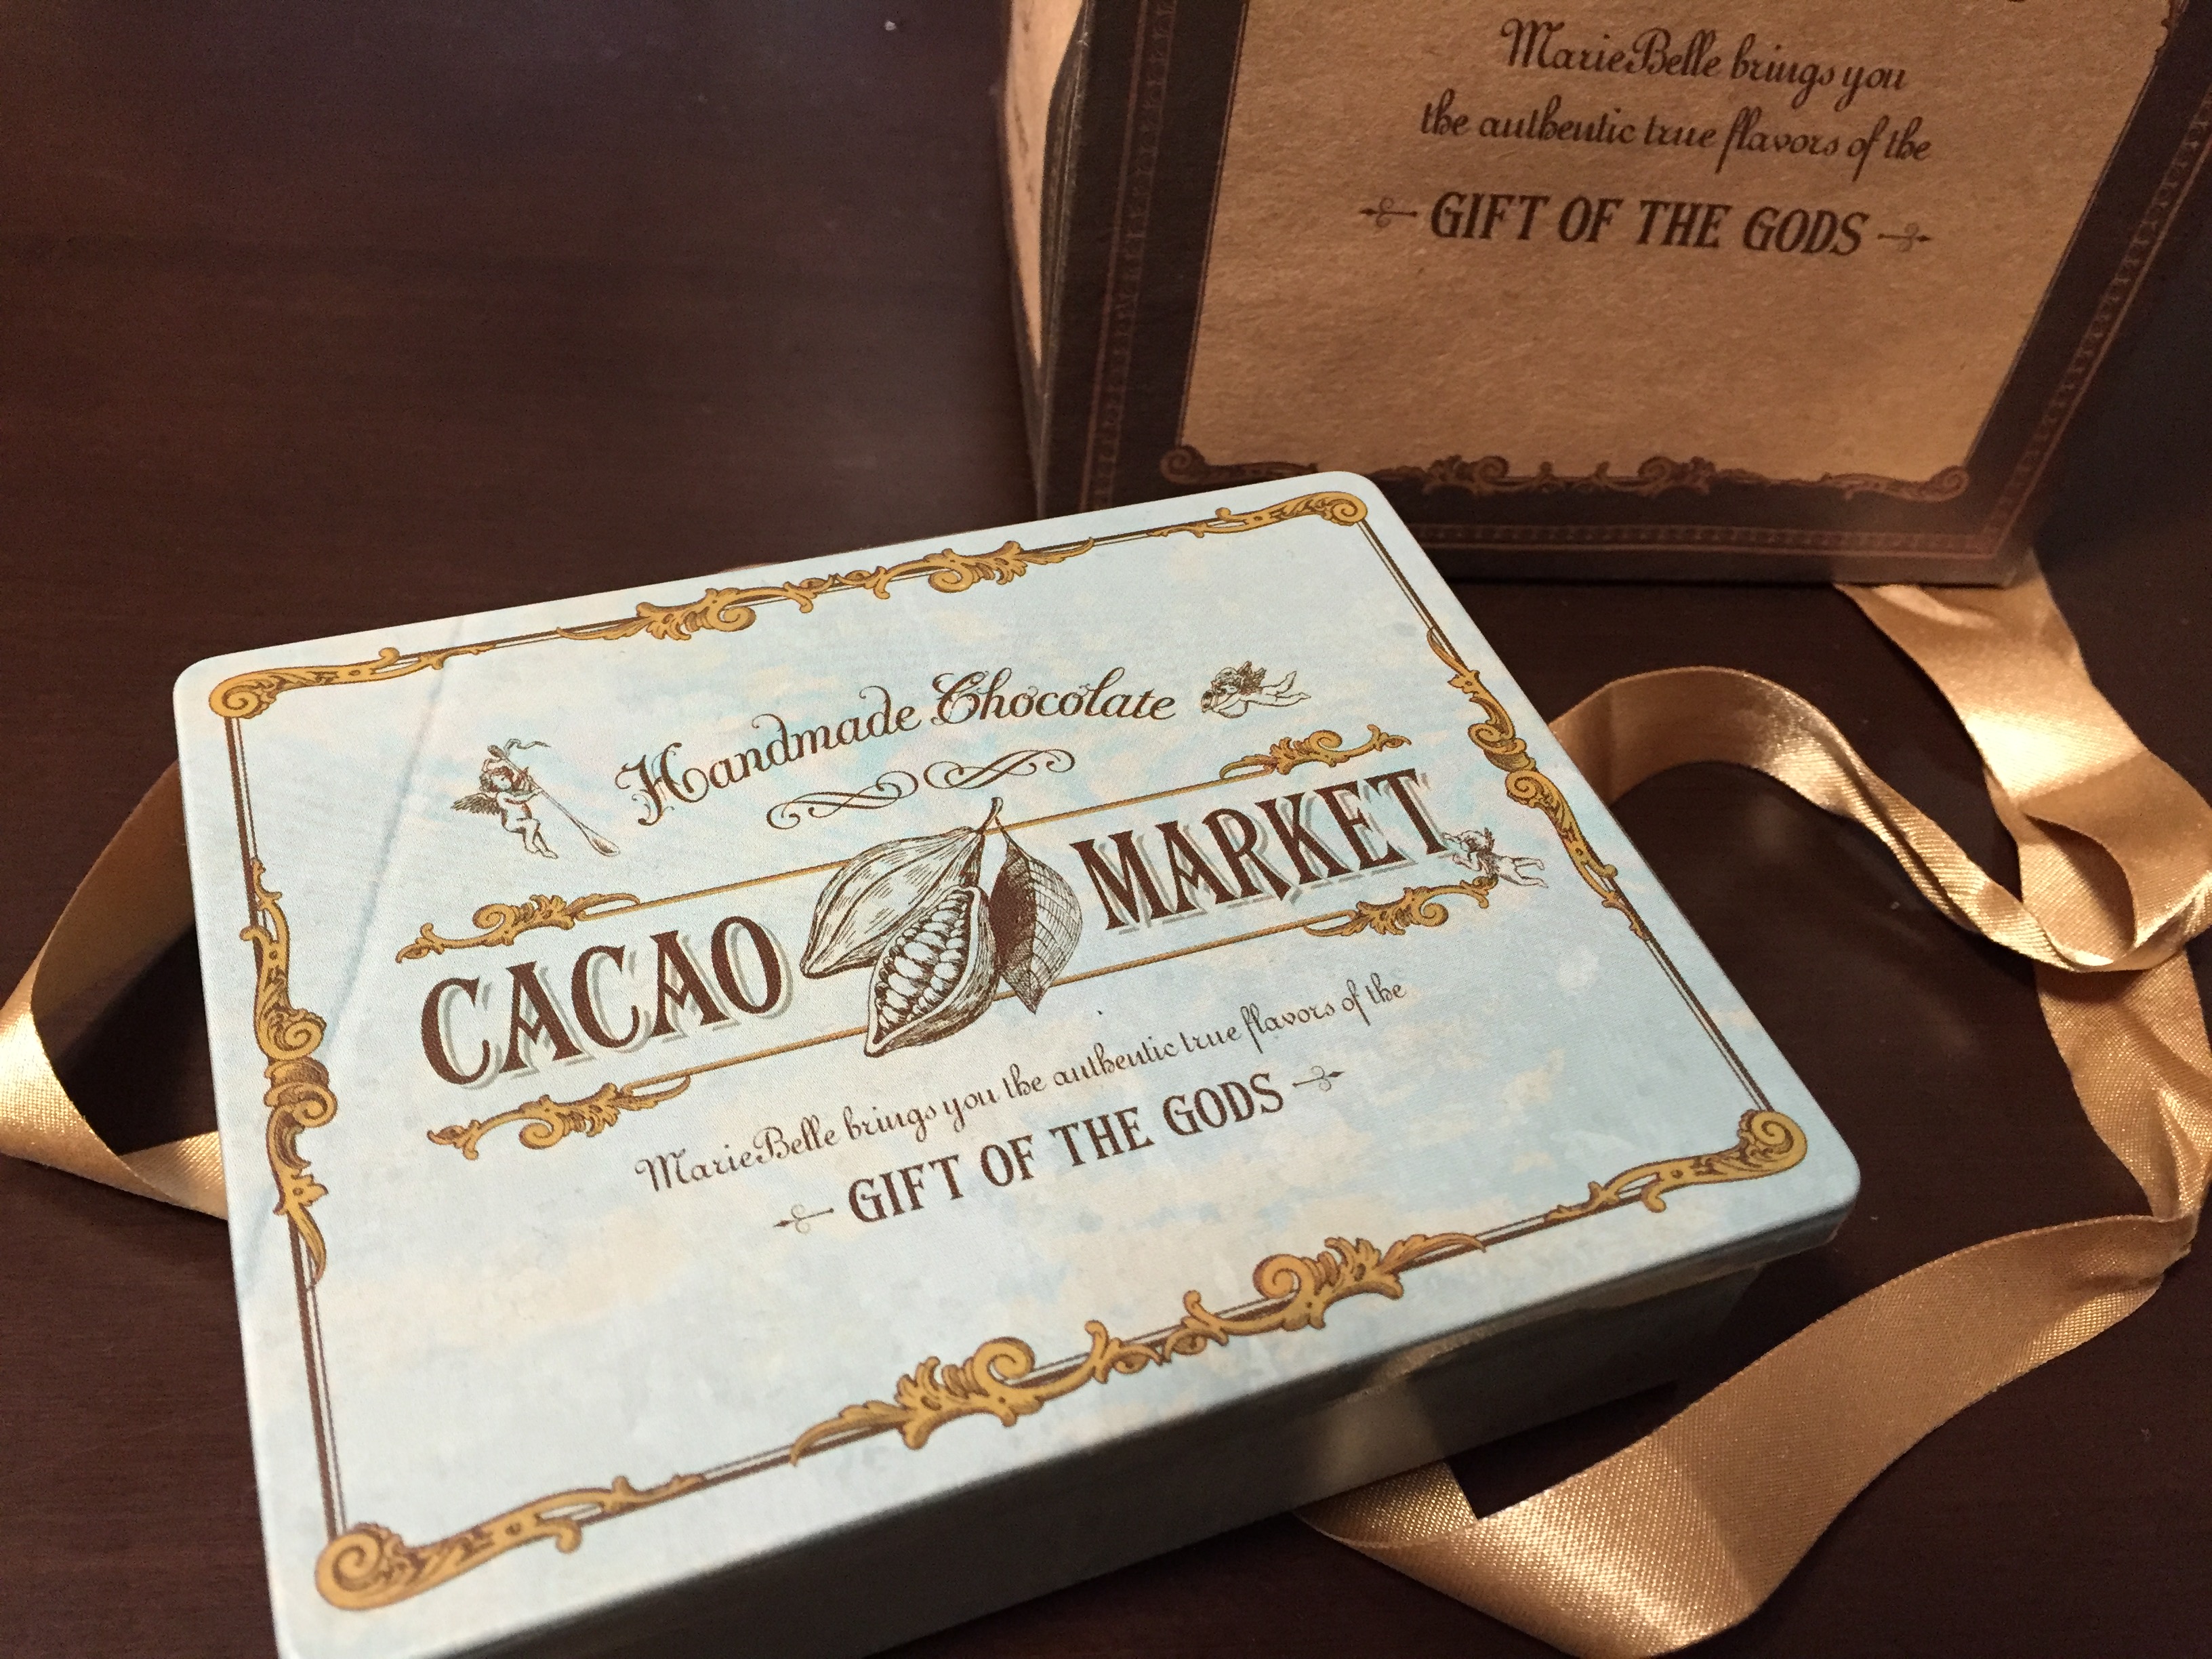 MarieBelle brings you
the authentic true flavors of the
GIFT OF THE GODS
Handmade Chocolate
CACAO MARKET
MarieBelle brings you the authentic true flavors of the
GIFT OF THE GODS